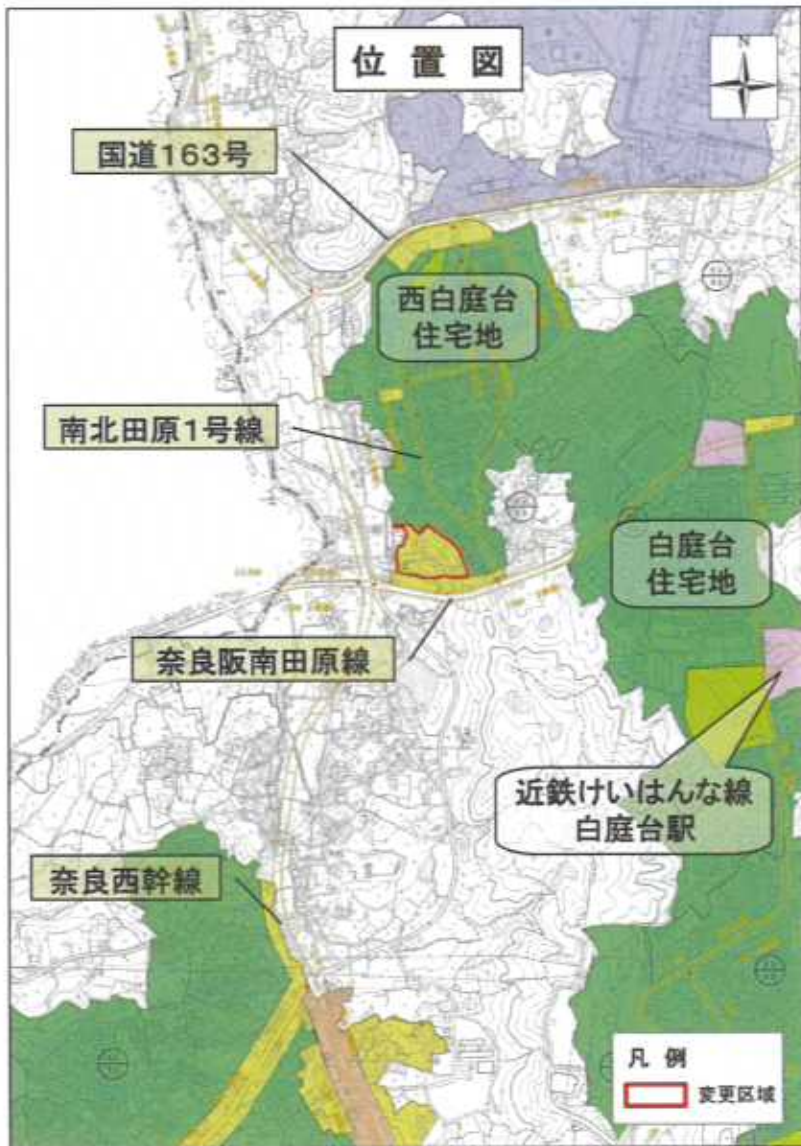 位置図
N
国道163号
西白庭台
住宅地
南北田原1号線
白庭台
住宅地
奈良阪南田原線
近鉄けいはんな線
白庭台駅
奈良西幹線
凡例
変更区域